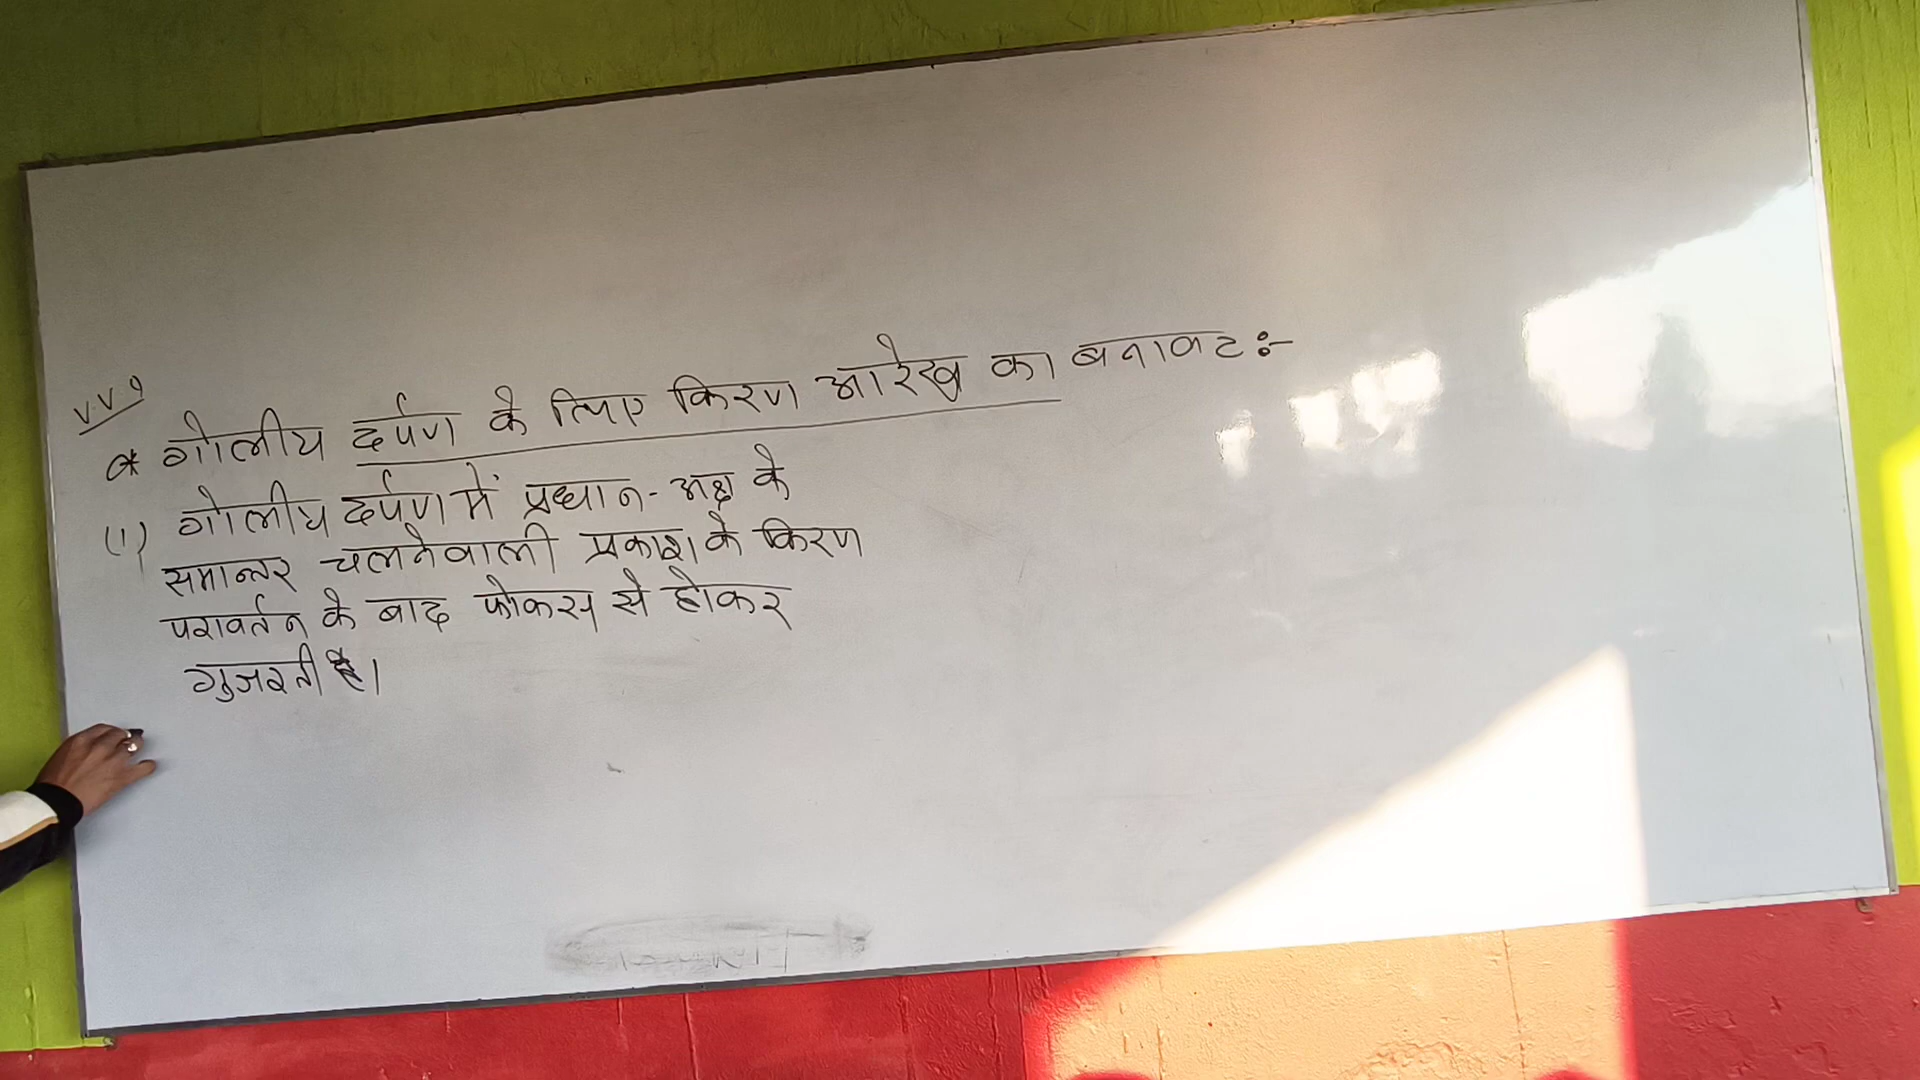 V.V 9
* गोलीय दर्पण के लिए किरण आरेख का बनावट :-
(1) गोलीय दर्पण में प्रधान-अक्ष के
समान्तर चलनेवाली प्रकाश के किरण
परावर्तन के बाद फोकस से होकर
गुजरती है।